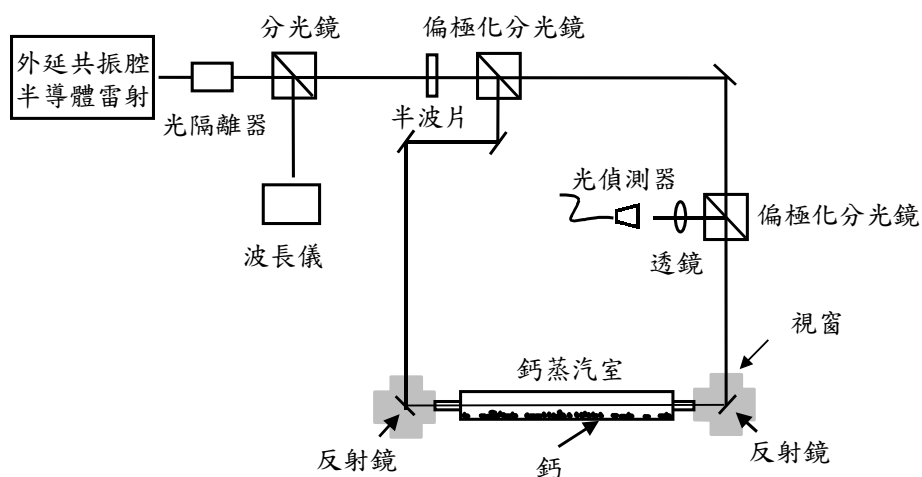 外延共振腔
半導體雷射
光隔離器
分光鏡
波長儀
半波片
偏極化分光鏡
光偵測器
透鏡
偏極化分光鏡
視窗
鈣蒸汽室
反射鏡
鈣
反射鏡